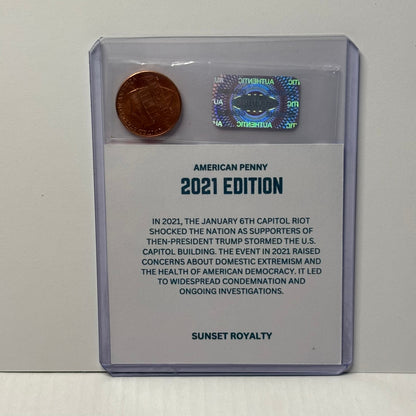 AUTHENTIC
AUTHENTIC
AMERICAN PENNY
2021 EDITION
IN 2021, THE JANUARY 6TH CAPITOL RIOT
SHOCKED THE NATION AS SUPPORTERS OF
THEN-PRESIDENT TRUMP STORMED THE U.S.
CAPITOL BUILDING. THE EVENT IN 2021 RAISED
CONCERNS ABOUT DOMESTIC EXTREMISM AND
THE HEALTH OF AMERICAN DEMOCRACY. IT LED
TO WIDESPREAD CONDEMNATION AND
ONGOING INVESTIGATIONS.
SUNSET ROYALTY